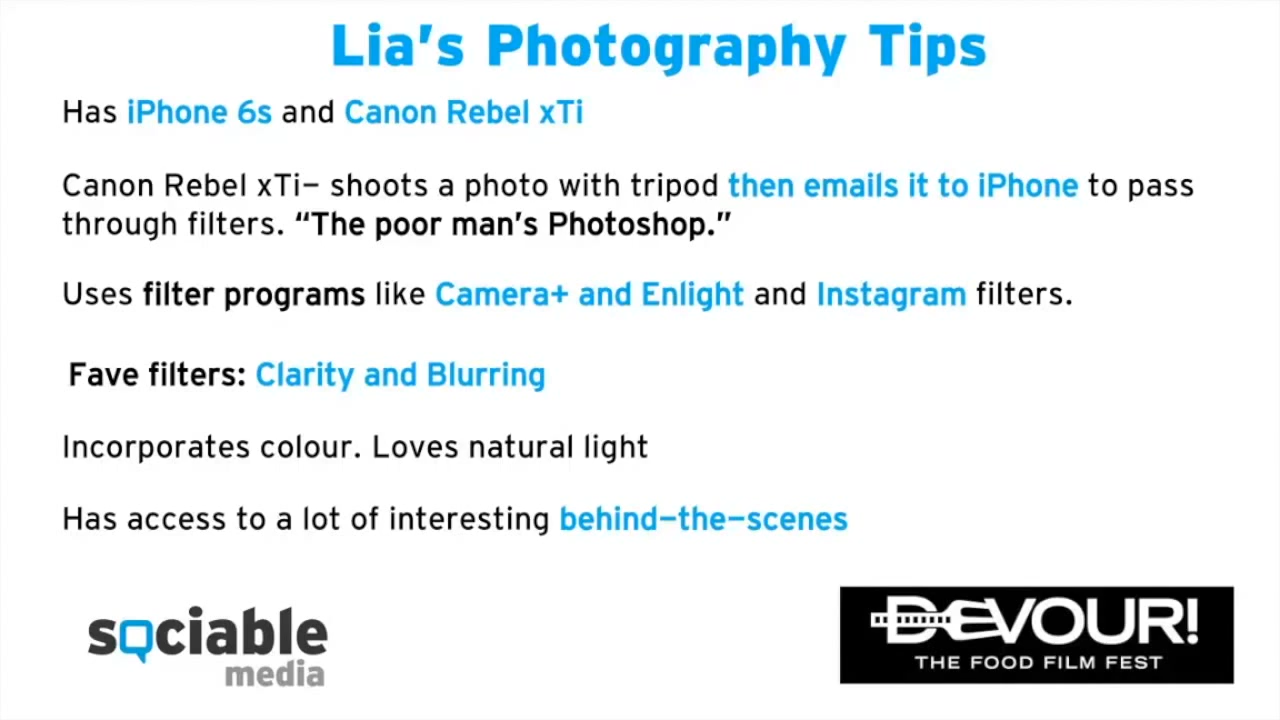 Lia's Photography Tips
Has iPhone 6s and Canon Rebel xTi
Canon Rebel xTi– shoots a photo with tripod then emails it to iPhone to pass
through filters. “The poor man's Photoshop.”
Uses filter programs like Camera+ and Enlight and Instagram filters.
Fave filters: Clarity and Blurring
Incorporates colour. Loves natural light
Has access to a lot of interesting behind–the–scenes
sociable
media
DEVOUR!
THE FOOD FILM FEST